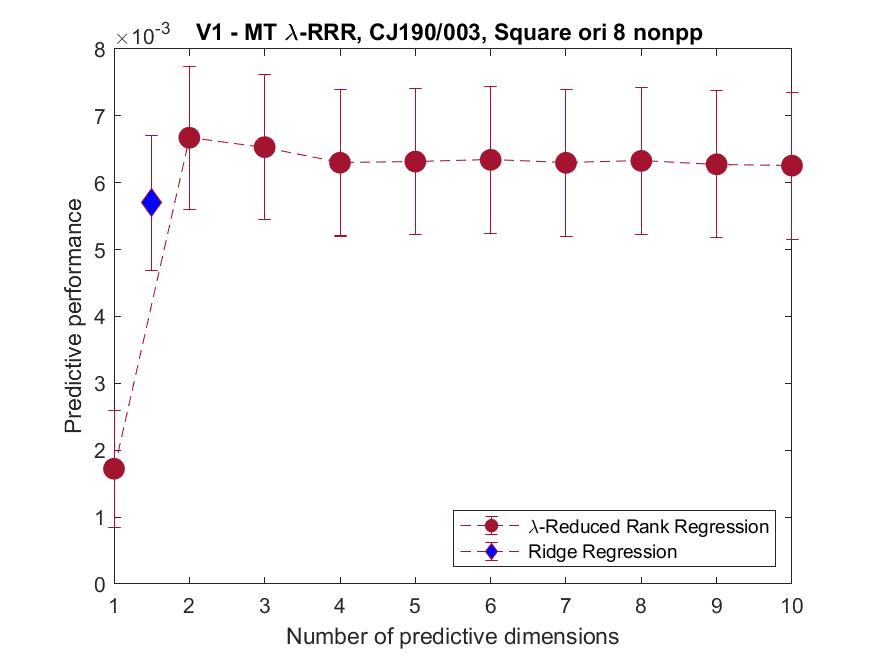 ×10-3
V1 - MT λ-RRR, CJ190/003, Square ori 8 nonpp
8
7
6
5
4
3
2
1
0
Predictive performance
1 2 3 4 5 6 7 8 9 10
Number of predictive dimensions
λ-Reduced Rank Regression
Ridge Regression